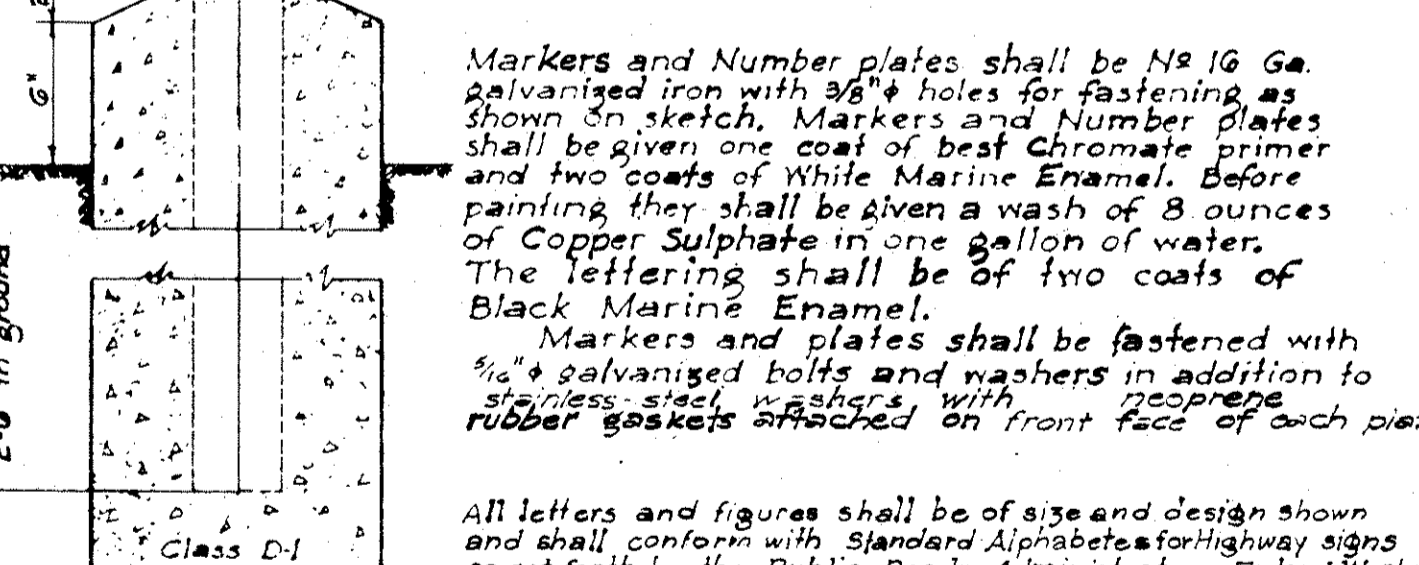 6"
Markers and Number plates shall be Nº 16 Ga.
galvanized iron with 3/8"φ holes for fastening as
shown on sketch. Markers and Number plates
shall be given one coat of best Chromate primer
and two coats of White Marine Enamel. Before
painting they shall be given a wash of 8 ounces
of Copper Sulphate in one gallon of water.
The lettering shall be of two coats of
Black Marine Enamel.
Markers and plates shall be fastened with
5/16"φ galvanized bolts and washers in addition to
stainless steel washers with neoprene
rubber gaskets attached on front face of each
in ground
All letters and figures shall be of size and design shown
and shall conform with Standard Alphabetes for Highway signs
Class D-1